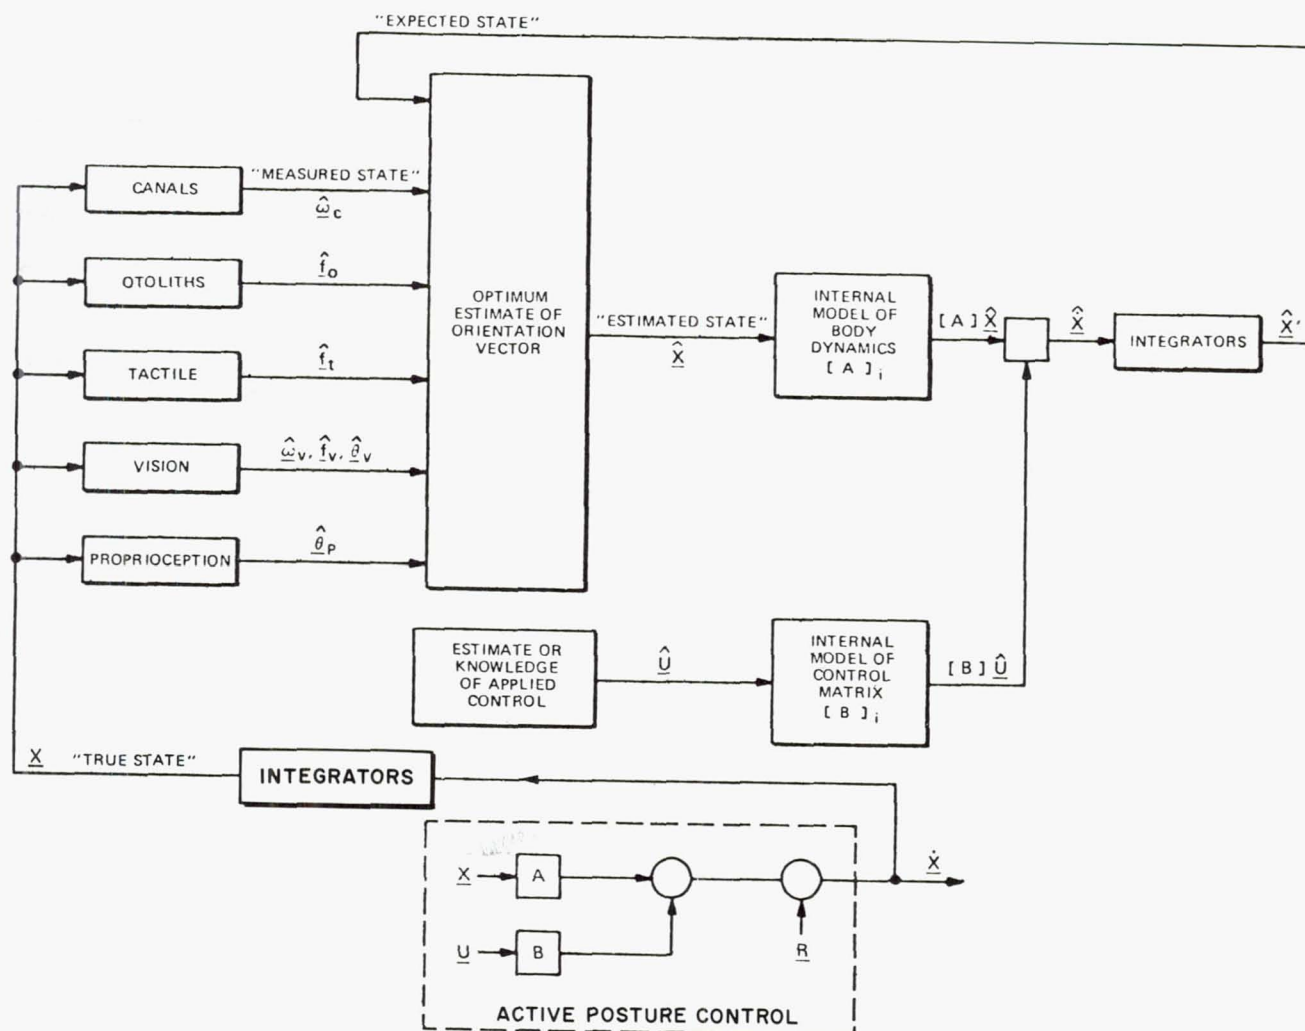 "EXPECTED STATE"
CANALS
"MEASURED STATE"
ω̲̂c
OTOLITHS
f̲̂o
TACTILE
f̲̂t
VISION
ω̲̂v, f̲̂v, θ̲̂v
PROPRIOCEPTION
θ̲̂P
OPTIMUM
ESTIMATE OF
ORIENTATION
VECTOR
"ESTIMATED STATE"
X̲̂
INTERNAL
MODEL OF
BODY
DYNAMICS
[A]i
[A] X̲̂
Ẋ̲̂
INTEGRATORS
X̲̂'
ESTIMATE OR
KNOWLEDGE
OF APPLIED
CONTROL
Û̲
INTERNAL
MODEL OF
CONTROL
MATRIX
[B]i
[B] Û̲
X̲ "TRUE STATE"
INTEGRATORS
X̲ A
Ẋ̲
U̲ B
R̲
ACTIVE POSTURE CONTROL